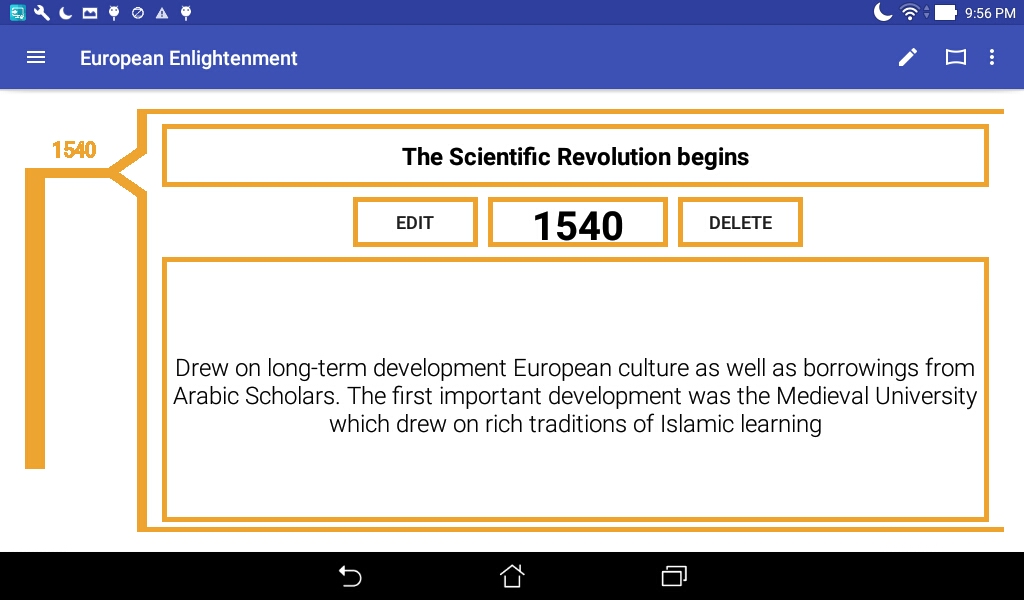 9:56 PM
European Enlightenment
1540
The Scientific Revolution begins
EDIT
1540
DELETE
Drew on long-term development European culture as well as borrowings from
Arabic Scholars. The first important development was the Medieval University
which drew on rich traditions of Islamic learning